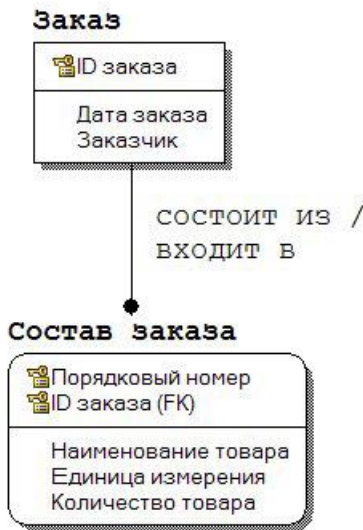 Заказ
ID заказа
Дата заказа
Заказчик
состоит из /
входит в
Состав заказа
Порядковый номер
ID заказа (FK)
Наименование товара
Единица измерения
Количество товара